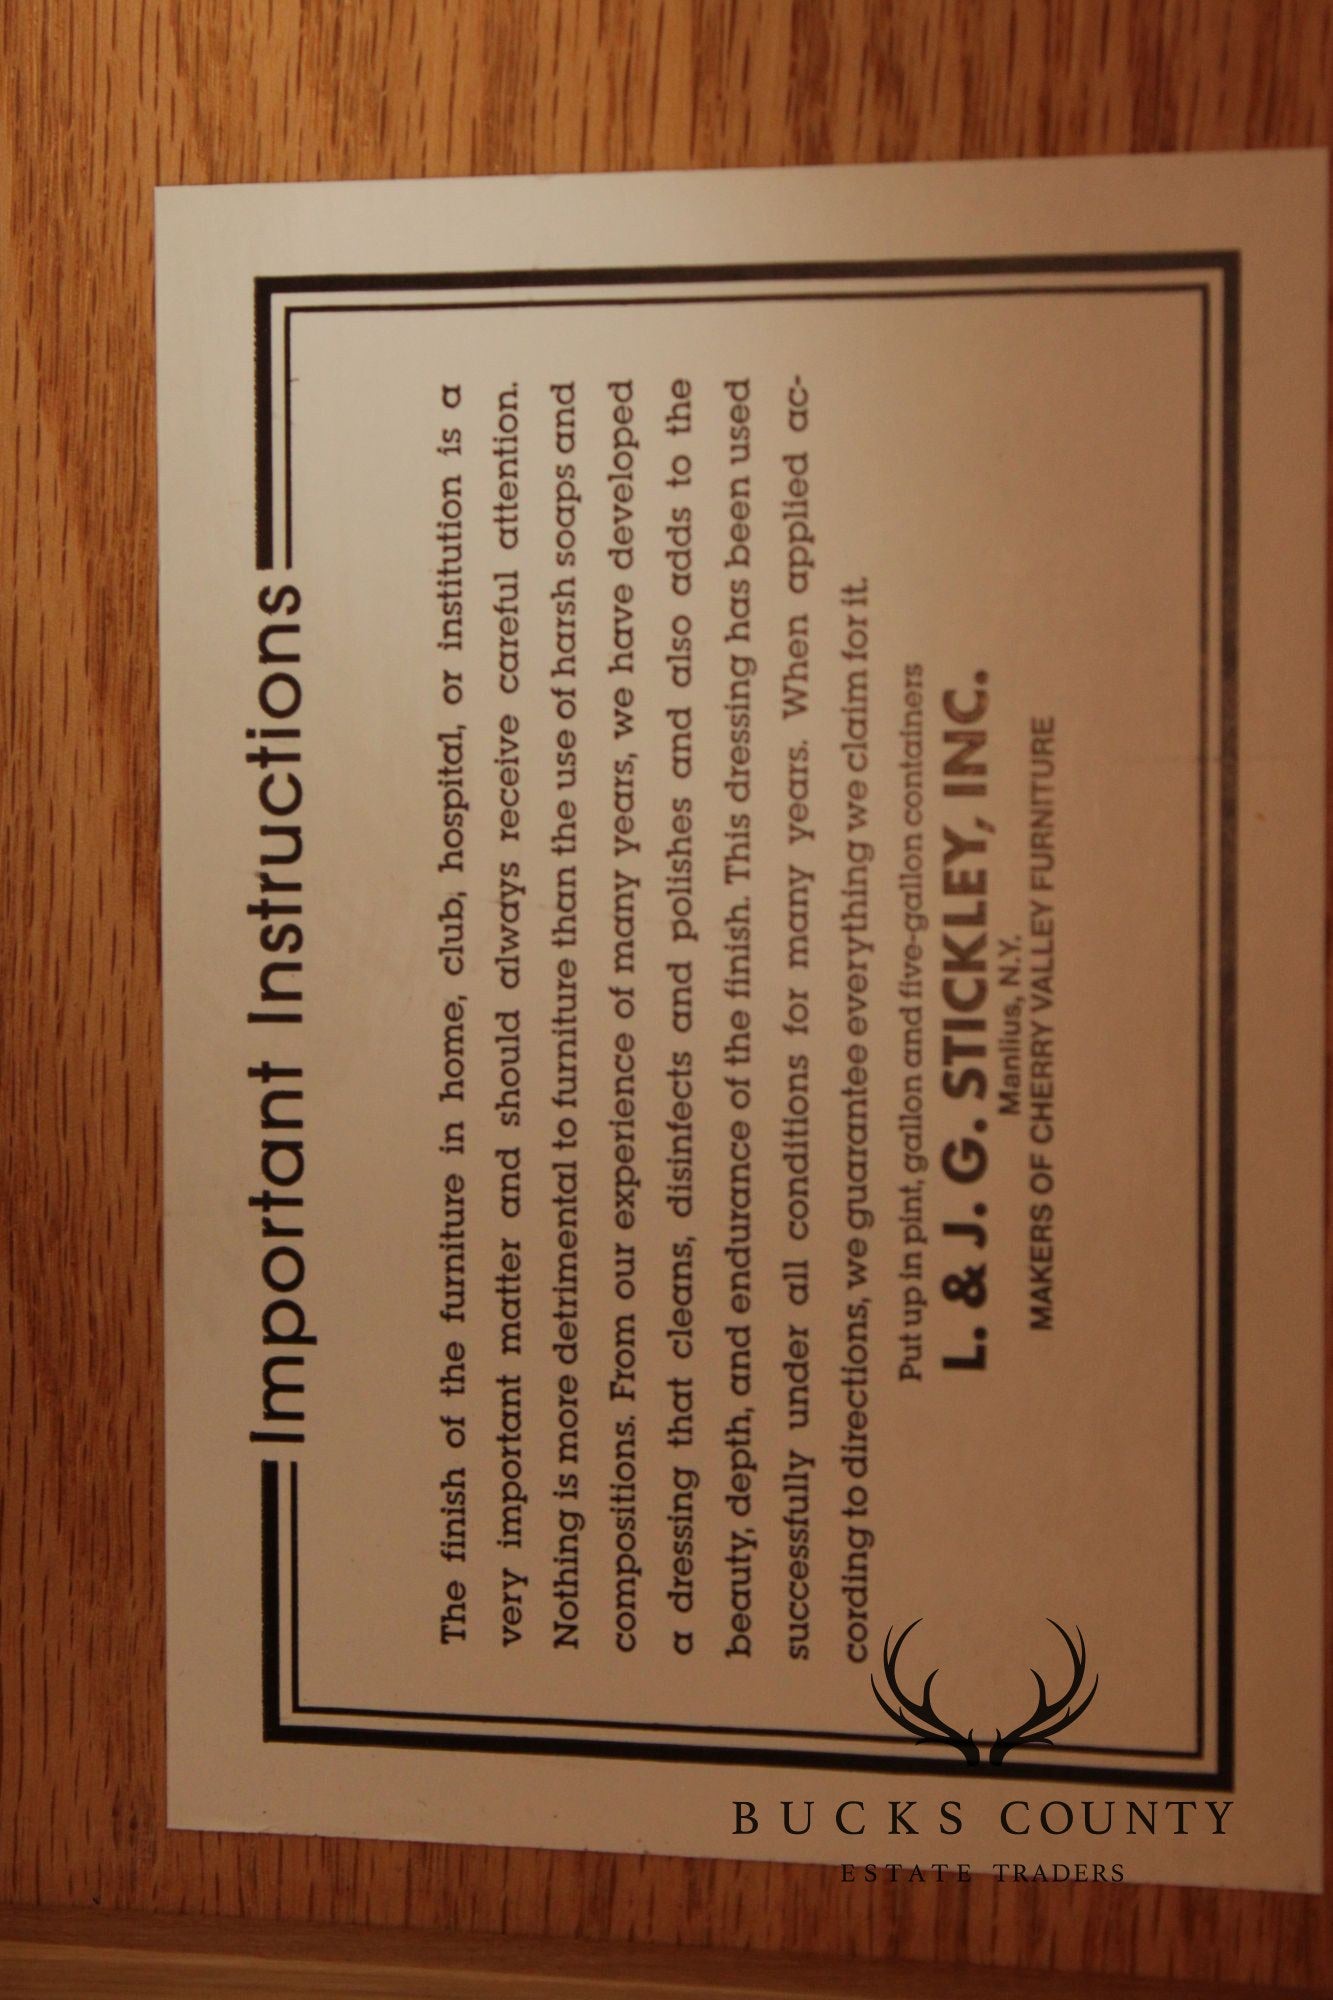 Important Instructions
The finish of the furniture in home, club, hospital, or institution is a
very important matter and should always receive careful attention.
Nothing is more detrimental to furniture than the use of harsh soaps and
compositions. From our experience of many years, we have developed
a dressing that cleans, disinfects and polishes and also adds to the
beauty, depth, and endurance of the finish. This dressing has been used
successfully under all conditions for many years. When applied ac-
cording to directions, we guarantee everything we claim for it.
Put up in pint, gallon and five-gallon containers
L. & J. G. STICKLEY, INC.
Manlius, N.Y.
MAKERS OF CHERRY VALLEY FURNITURE
BUCKS COUNTY
ESTATE TRADERS